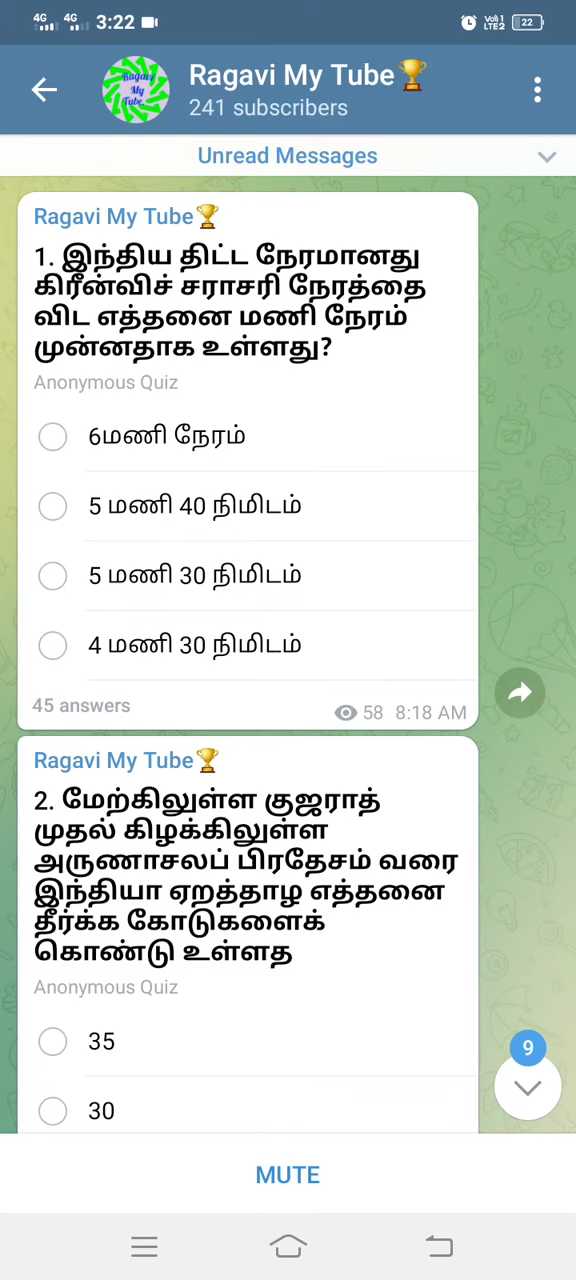 4G 4G 3:22 Vo) 1 LTE2 22
Ragavi My Tube🏆
241 subscribers
Unread Messages
Ragavi My Tube🏆
1. இந்திய திட்ட நேரமானது
கிரீன்விச் சராசரி நேரத்தை
விட எத்தனை மணி நேரம்
முன்னதாக உள்ளது?
Anonymous Quiz
6மணி நேரம்
5 மணி 40 நிமிடம்
5 மணி 30 நிமிடம்
4 மணி 30 நிமிடம்
45 answers
58 8:18 AM
Ragavi My Tube🏆
2. மேற்கிலுள்ள குஜராத்
முதல் கிழக்கிலுள்ள
அருணாசலப் பிரதேசம் வரை
இந்தியா ஏறத்தாழ எத்தனை
தீர்க்க கோடுகளைக்
கொண்டு உள்ளத
Anonymous Quiz
35
30
9
MUTE